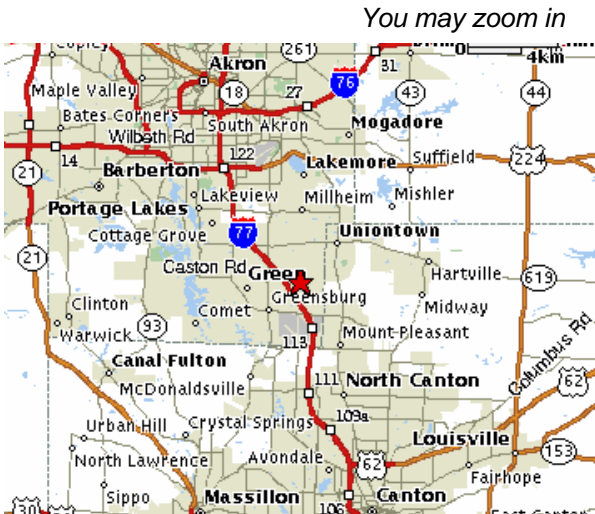 You may zoom in
Copley
261
0
4km
Akron
76
31
Maple Valley
18
27
43
44
Bates Corners
South Akron
Mogadore
Wilbeth Rd
14
122
Lakemore
Suffield
224
21
Barberton
Lakeview
Millheim
Mishler
Portage Lakes
Cottage Grove
77
Uniontown
21
Caston Rd
Green
Hartville
619
Greensburg
Clinton
Comet
Midway
Warwick
93
113
Mount Pleasant
Columbus Rd
Canal Fulton
McDonaldsville
111
North Canton
62
109a
Urban Hill
Crystal Springs
Louisville
North Lawrence
Avondale
62
153
Fairhope
Sippo
Massillon
106
Canton
30
East Canton